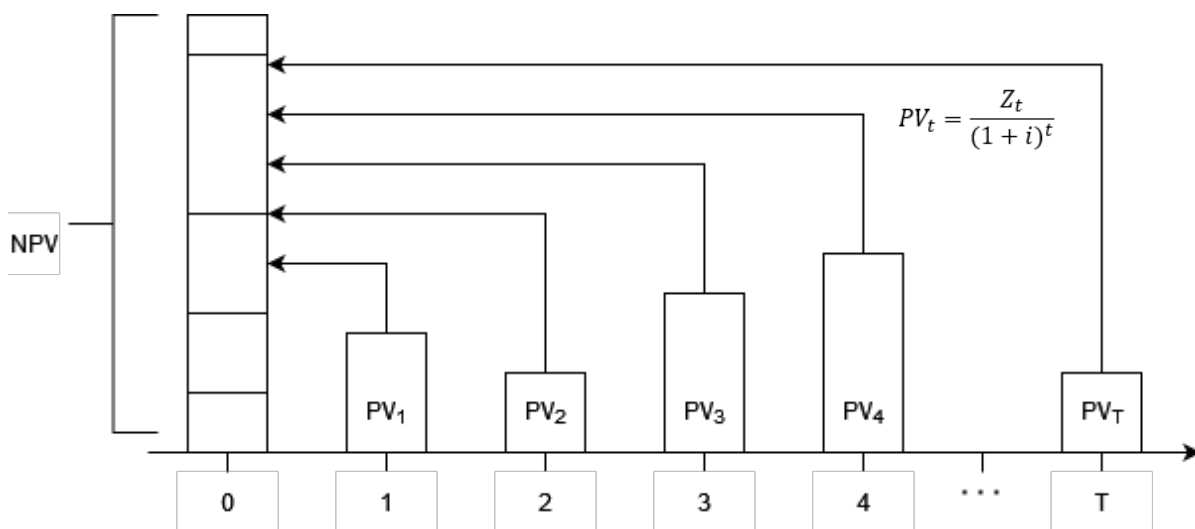 PV_t = Z_t / (1 + i)^t
NPV
PV₁ PV₂ PV₃ PV₄ PV_T
0 1 2 3 4 ... T